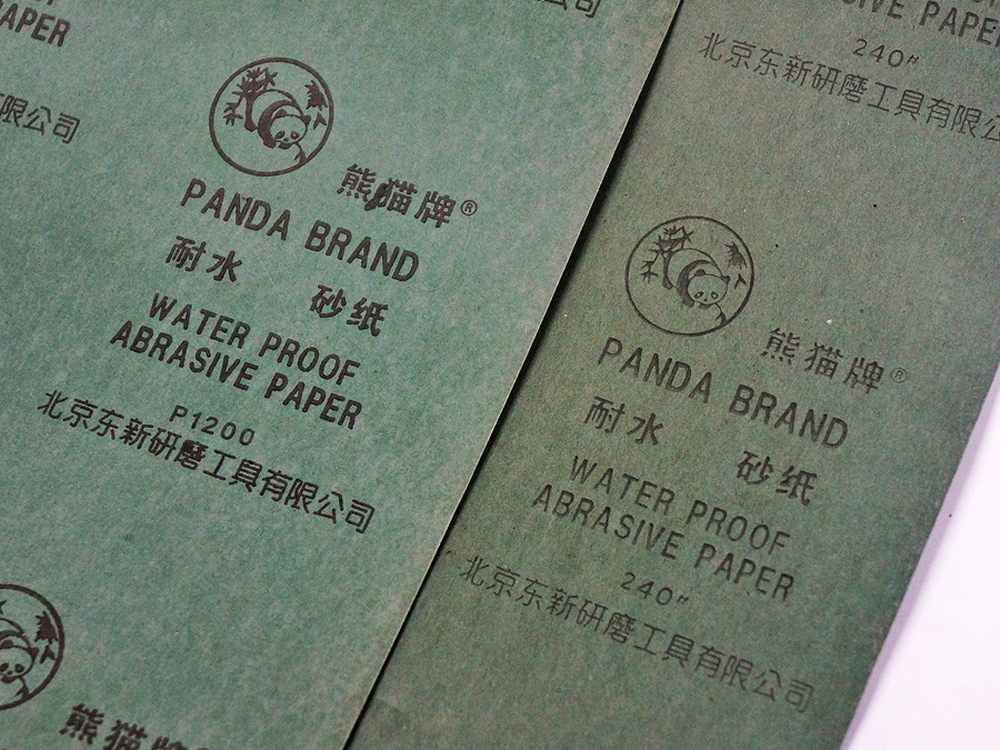 APER
限公司
公司
熊猫牌®
PANDA BRAND
耐水 砂纸
WATER PROOF
ABRASIVE PAPER
P1200
北京东新研磨工具有限公司
熊猫牌
SIVE PAPE
240"
北京东新研磨工具有限公
熊猫牌®
PANDA BRAND
耐水 砂纸
WATER PROOF
ABRASIVE PAPER
240"
北京东新研磨工具有限公司